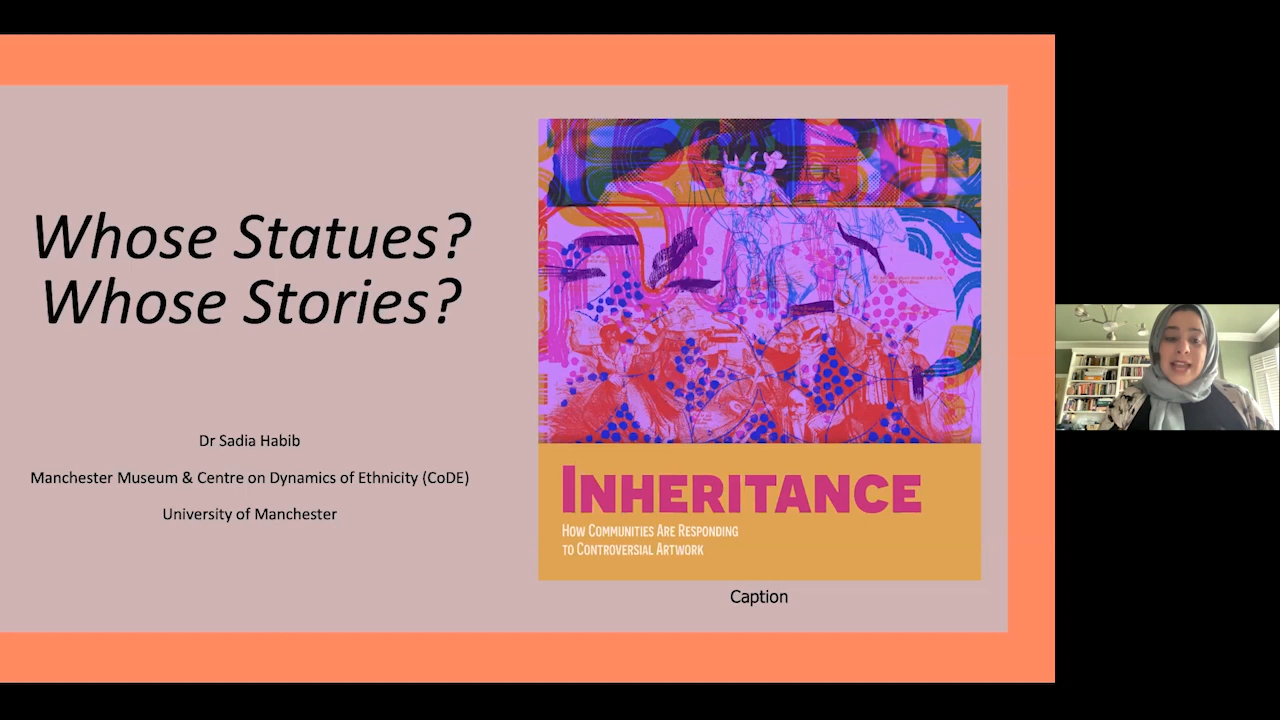 Whose Statues?
Whose Stories?
Dr Sadia Habib
Manchester Museum & Centre on Dynamics of Ethnicity (CoDE)
University of Manchester
INHERITANCE
HOW COMMUNITIES ARE RESPONDING
TO CONTROVERSIAL ARTWORK
Caption